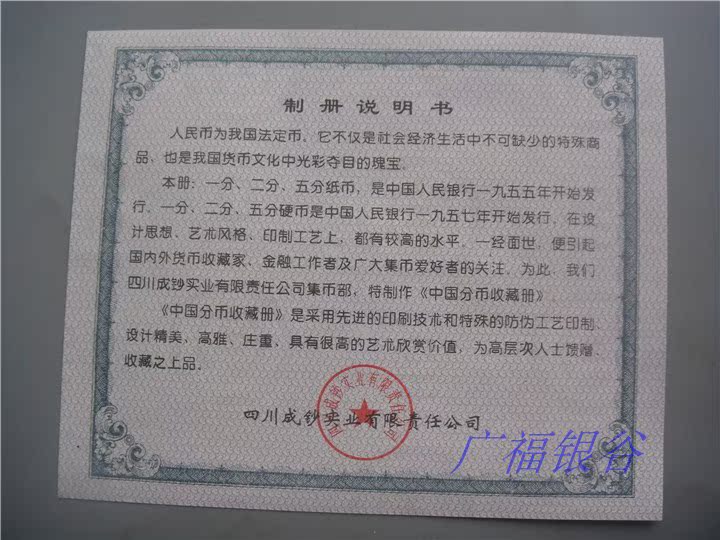 制册说明书
人民币为我国法定币。它不仅是社会经济生活中不可缺少的特殊商
品、也是我国货币文化中光彩夺目的瑰宝。
本册：一分、二分、五分纸币，是中国人民银行一九五五年开始发
行。一分、二分、五分硬币是中国人民银行一九五七年开始发行。在设
计思想、艺术风格、印制工艺上，都有较高的水平。一经面世，便引起
国内外货币收藏家、金融工作者及广大集币爱好者的关注。为此，我们
四川成钞实业有限责任公司集币部，特制作《中国分币收藏册》。
《中国分币收藏册》是采用先进的印刷技术和特殊的防伪工艺印制，
设计精美、高雅、庄重、具有很高的艺术欣赏价值，为高层次人士馈赠、
收藏之上品。
四川成钞实业有限责任公司
四川成钞实业有限责任公司
广福银谷